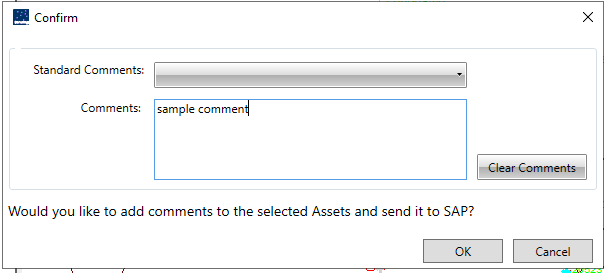 Confirm
Standard Comments:
Comments:
sample comment
Clear Comments
Would you like to add comments to the selected Assets and send it to SAP?
OK
Cancel